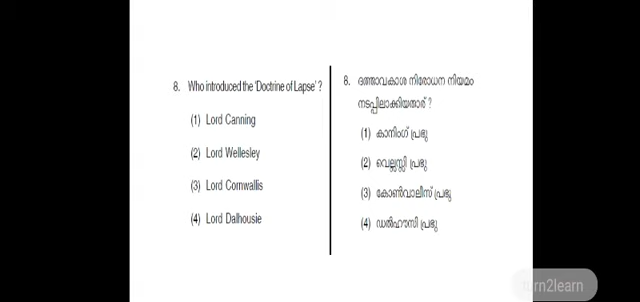 8. Who introduced the 'Doctrine of Lapse' ?
(1) Lord Canning
(2) Lord Wellesley
(3) Lord Cornwallis
(4) Lord Dalhousie
8. ദത്താവകാശ നിരോധന നിയമം
നടപ്പിലാക്കിയതാര് ?
(1) കാനിംഗ് പ്രഭു
(2) വെല്ലസ്ലി പ്രഭു
(3) കോൺവാലീസ് പ്രഭു
(4) ഡൽഹൗസി പ്രഭു
turn2learn